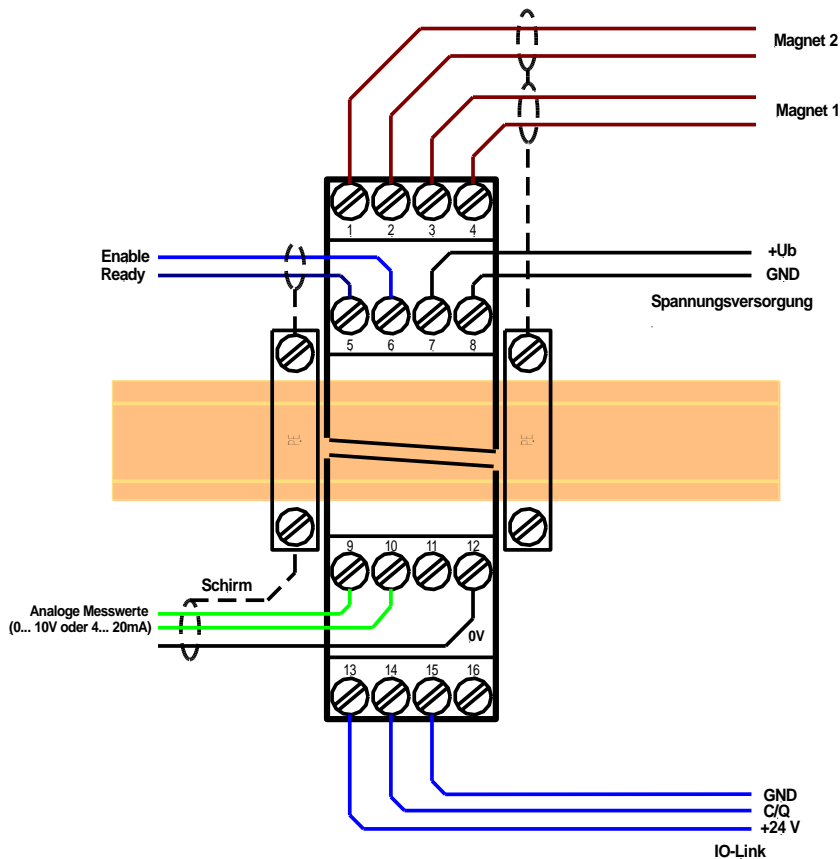 Magnet 2
Magnet 1
1 2 3 4
Enable
Ready
+Ub
GND
Spannungsversorgung
5 6 7 8
PE
PE
9 10 11 12
Schirm
Analoge Messwerte
(0... 10V oder 4... 20mA)
0V
13 14 15 16
GND
C/Q
+24 V
IO-Link